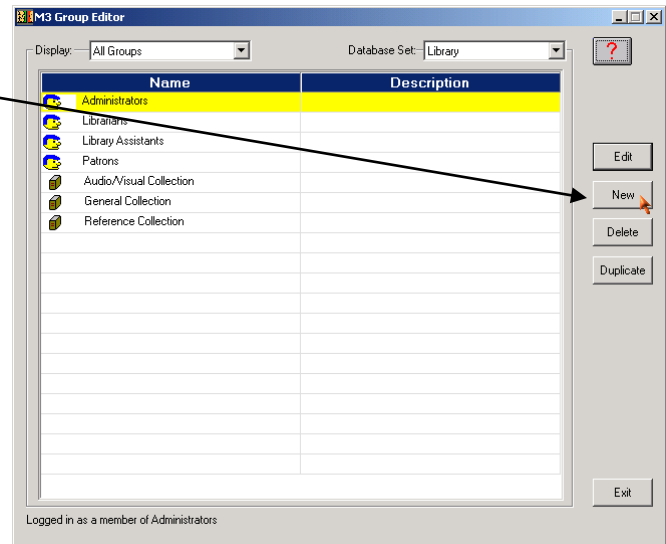 M3 Group Editor
Display: All Groups Database Set: Library ?
Name Description
Administrators
Librarians
Library Assistants
Patrons
Audio/Visual Collection
General Collection
Reference Collection
Edit
New
Delete
Duplicate
Exit
Logged in as a member of Administrators